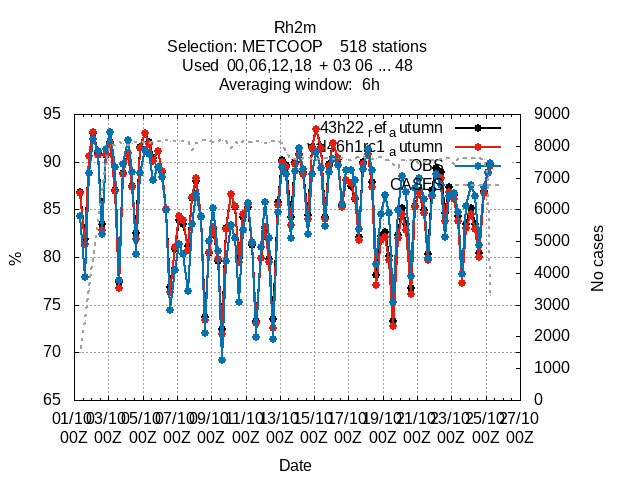 Rh2m
Selection: METCOOP 518 stations
Used 00,06,12,18 + 03 06 ... 48
Averaging window: 6h
95
90
85
80
75
70
65
9000
8000
7000
6000
5000
4000
3000
2000
1000
0
%
No cases
43h22ref autumn
OBS
CASES
01/10 03/10 05/10 07/10 09/10 11/10 13/10 15/10 17/10 19/10 21/10 23/10 25/10 27/10
00Z 00Z 00Z 00Z 00Z 00Z 00Z 00Z 00Z 00Z 00Z 00Z 00Z 00Z
Date